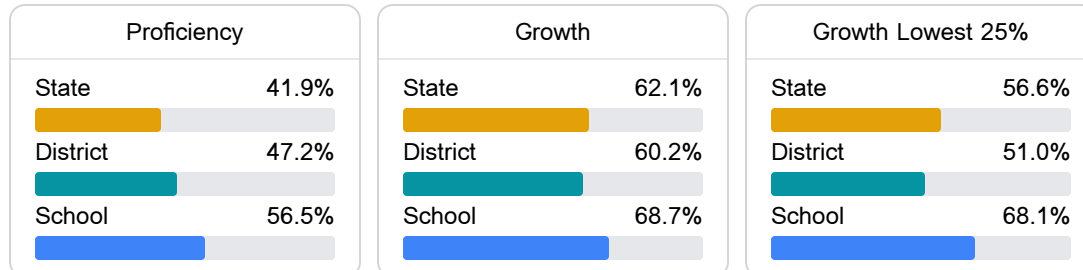 Proficiency
State 41.9%
District 47.2%
School 56.5%
Growth
State 62.1%
District 60.2%
School 68.7%
Growth Lowest 25%
State 56.6%
District 51.0%
School 68.1%